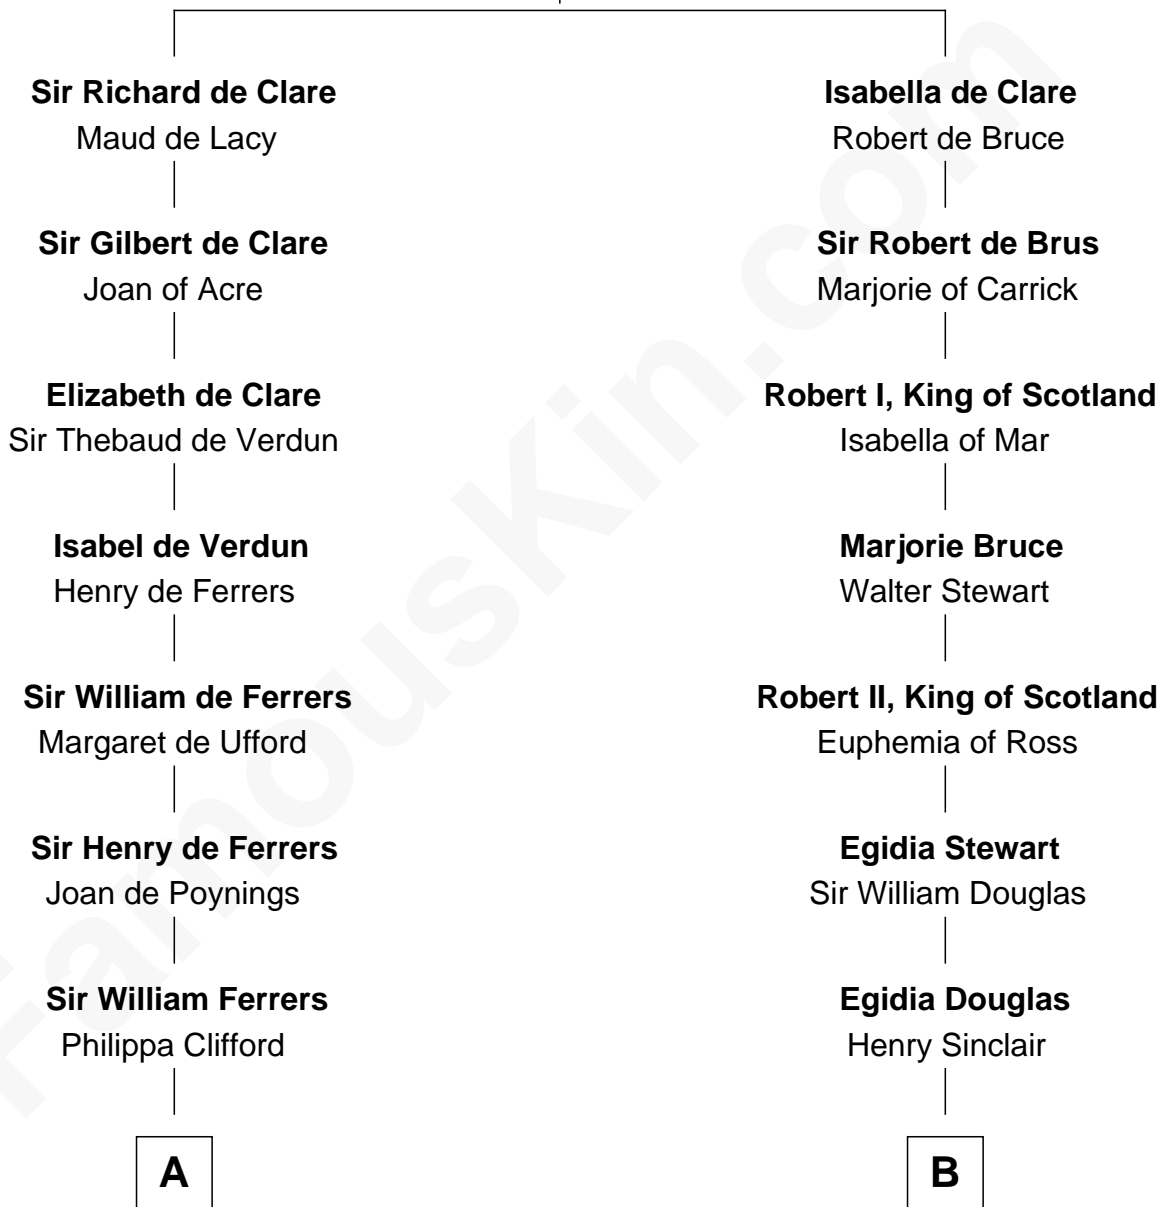 Sir Richard de Clare
Maud de Lacy
Sir Gilbert de Clare
Joan of Acre
Elizabeth de Clare
Sir Thebaud de Verdun
Isabel de Verdun
Henry de Ferrers
Sir William de Ferrers
Margaret de Ufford
Sir Henry de Ferrers
Joan de Poynings
Sir William Ferrers
Philippa Clifford
A
Isabella de Clare
Robert de Bruce
Sir Robert de Brus
Marjorie of Carrick
Robert I, King of Scotland
Isabella of Mar
Marjorie Bruce
Walter Stewart
Robert II, King of Scotland
Euphemia of Ross
Egidia Stewart
Sir William Douglas
Egidia Douglas
Henry Sinclair
B
FamousKin.com